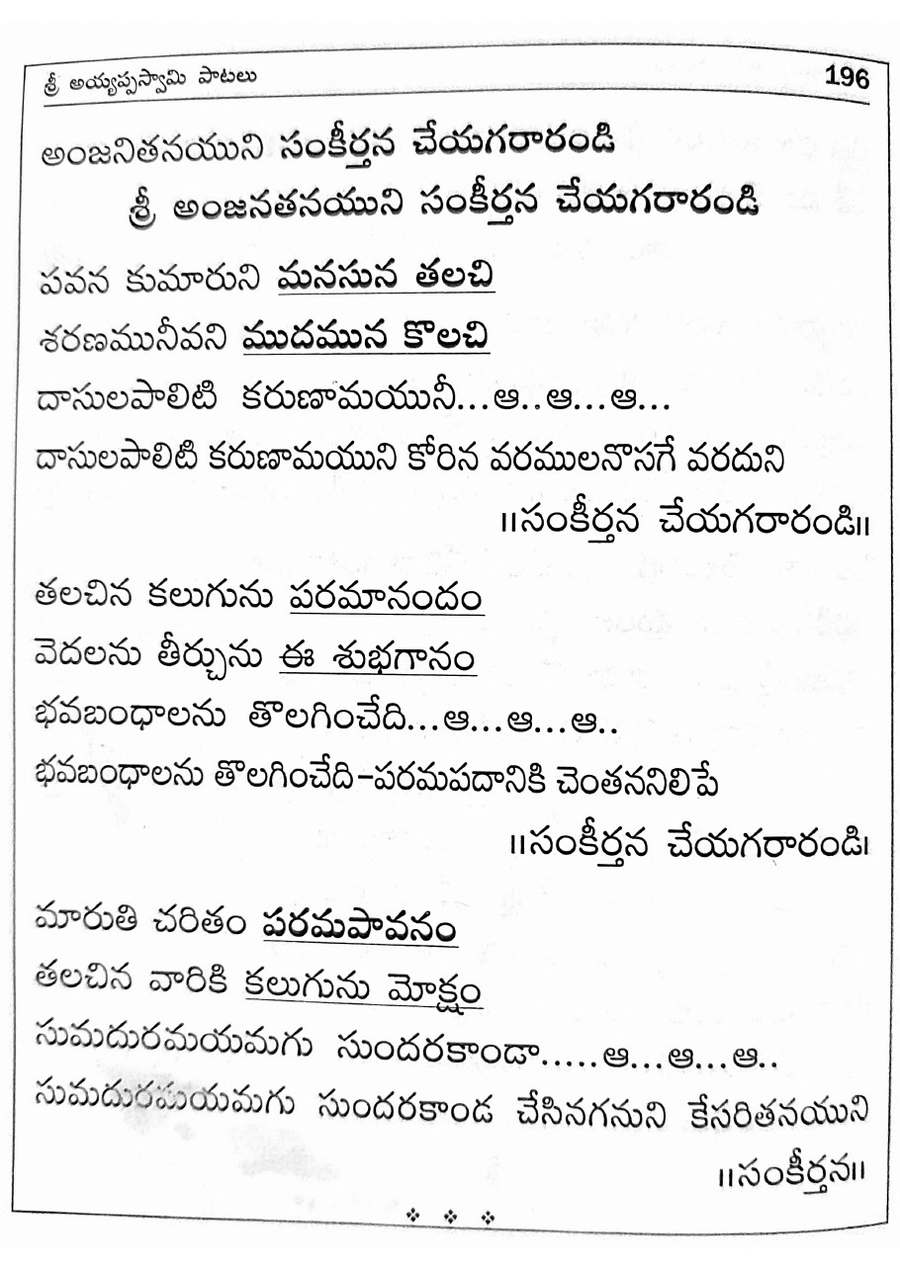 శ్రీ అయ్యప్పస్వామి పాటలు 196
అంజనితనయుని సంకీర్తన చేయగరారండి
శ్రీ అంజనతనయుని సంకీర్తన చేయగరారండి
పవన కుమారుని మనసున తలచి
శరణమునీవని ముదమున కొలచి
దాసులపాలిటి కరుణామయునీ...ఆ..ఆ...ఆ...
దాసులపాలిటి కరుణామయుని కోరిన వరములనొసగే వరదుని
॥సంకీర్తన చేయగరారండి॥
తలచిన కలుగును పరమానందం
వెదలను తీర్చును ఈ శుభగానం
భవబంధాలను తొలగించేది...ఆ...ఆ...ఆ..
భవబంధాలను తొలగించేది-పరమపదానికి చెంతననిలిపే
॥సంకీర్తన చేయగరారండి।
మారుతి చరితం పరమపావనం
తలచిన వారికి కలుగును మోక్షం
సుమదురమయమగు సుందరకాండా.....ఆ...ఆ...ఆ..
సుమదురమయమగు సుందరకాండ చేసినగనుని కేసరితనయుని
॥సంకీర్తన॥